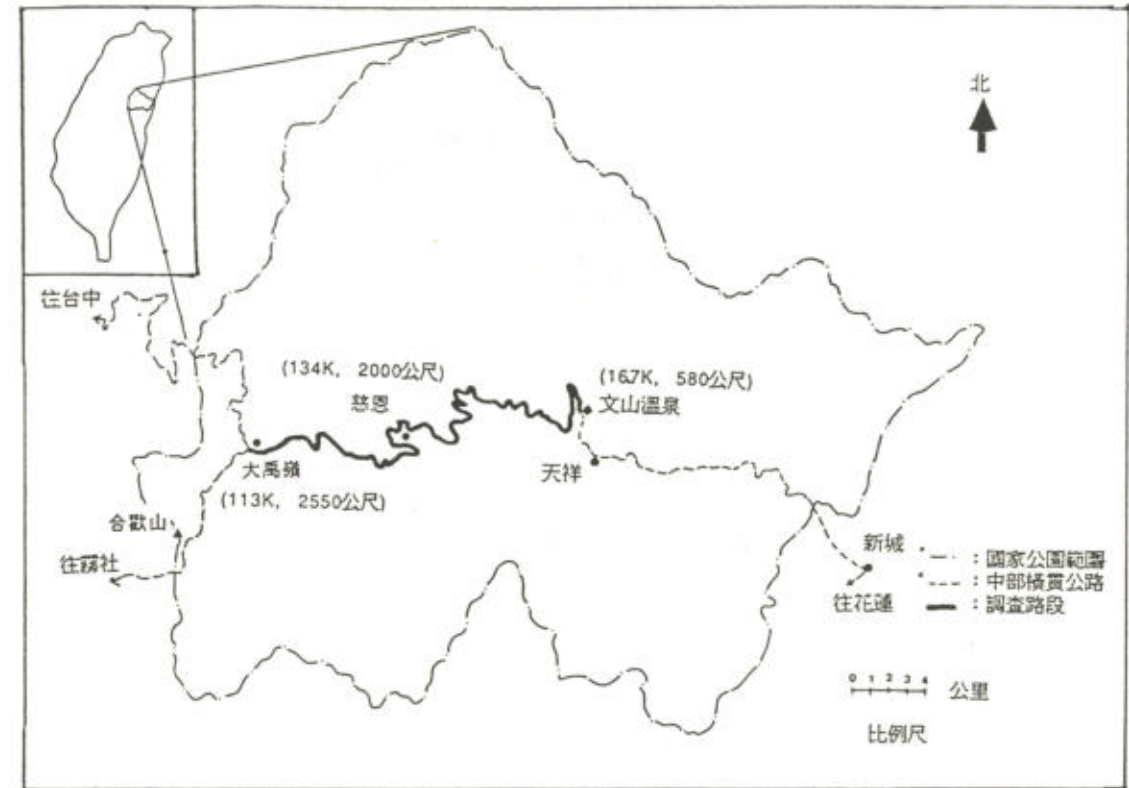 北
往台中
(134K, 2000公尺)
慈恩
(167K, 580公尺)
文山溫泉
大禹嶺
(113K, 2550公尺)
天祥
合歡山
往霧社
新城
往花蓮
—·— : 國家公園範圍
---- : 中部橫貫公路
—— : 調查路段
0 1 2 3 4 公里
比例尺